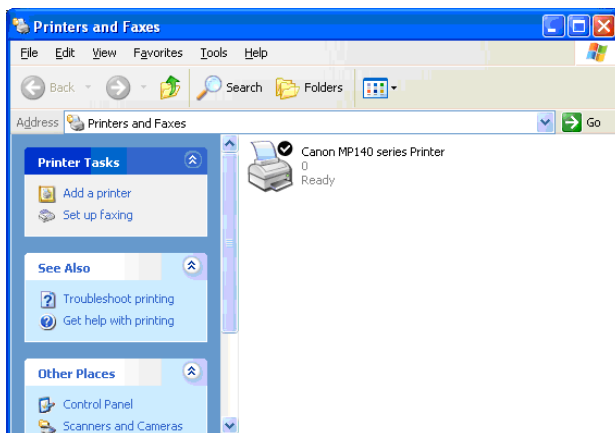 Printers and Faxes
File Edit View Favorites Tools Help
Back Search Folders
Address Printers and Faxes Go
Printer Tasks
Add a printer
Set up faxing
See Also
Troubleshoot printing
Get help with printing
Other Places
Control Panel
Scanners and Cameras
Canon MP140 series Printer
0
Ready